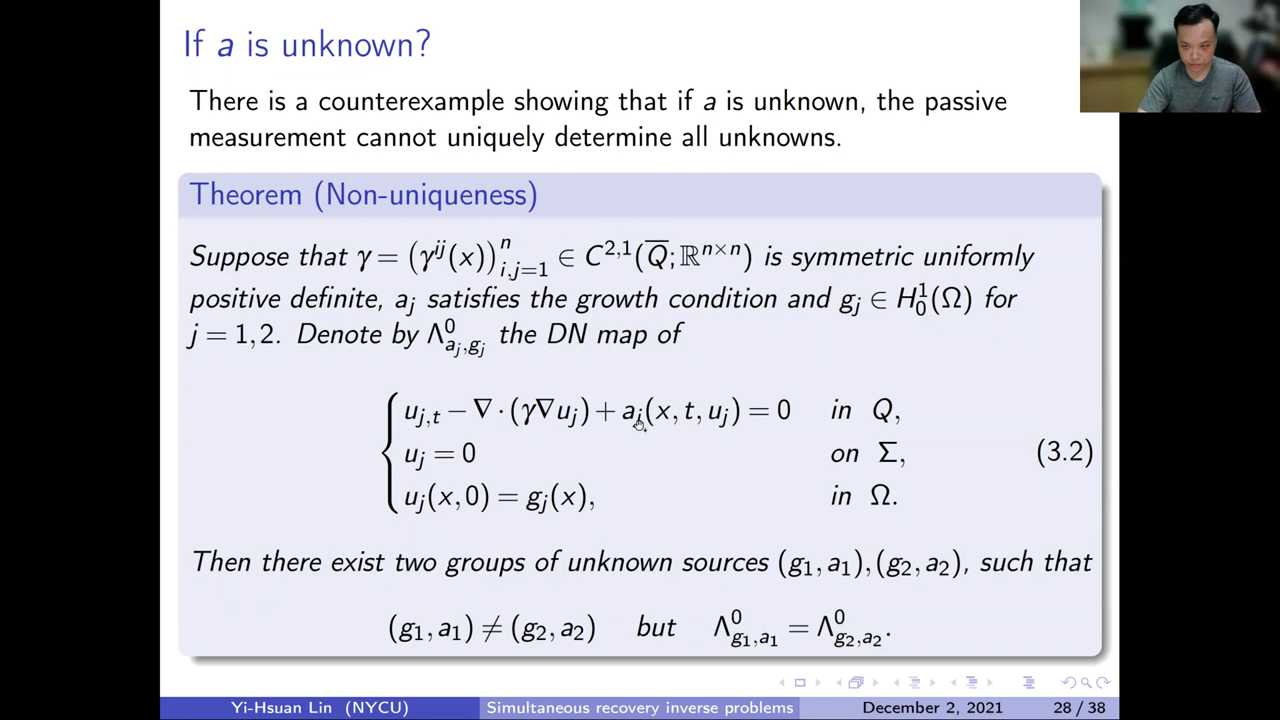 If a is unknown?
There is a counterexample showing that if a is unknown, the passive
measurement cannot uniquely determine all unknowns.
Theorem (Non-uniqueness)
Suppose that γ = (γ^{ij}(x))^n_{i,j=1} ∈ C^{2,1}(Q̅; ℝ^{n×n}) is symmetric uniformly
positive definite, a_j satisfies the growth condition and g_j ∈ H^1_0(Ω) for
j = 1,2. Denote by Λ^0_{a_j,g_j} the DN map of
u_{j,t} − ∇·(γ∇u_j) + a_j(x,t,u_j) = 0 in Q,
u_j = 0 on Σ, (3.2)
u_j(x,0) = g_j(x), in Ω.
Then there exist two groups of unknown sources (g_1,a_1),(g_2,a_2), such that
(g_1,a_1) ≠ (g_2,a_2) but Λ^0_{g_1,a_1} = Λ^0_{g_2,a_2}.
Yi-Hsuan Lin (NYCU) Simultaneous recovery inverse problems December 2, 2021 28 / 38